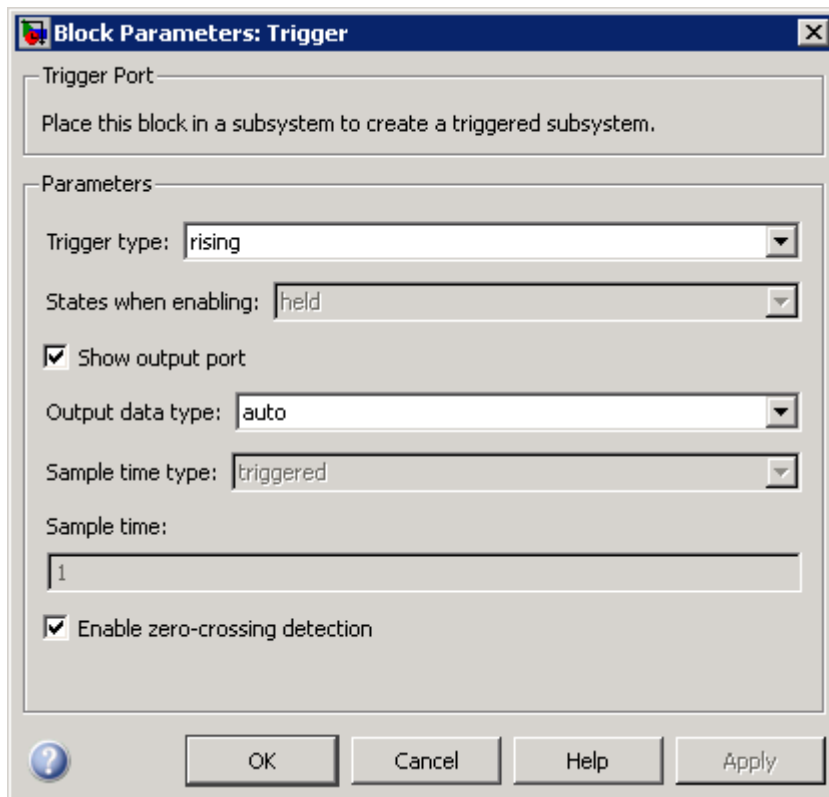 Block Parameters: Trigger
Trigger Port
Place this block in a subsystem to create a triggered subsystem.
Parameters
Trigger type: rising
States when enabling: held
Show output port
Output data type: auto
Sample time type: triggered
Sample time:
1
Enable zero-crossing detection
? OK Cancel Help Apply